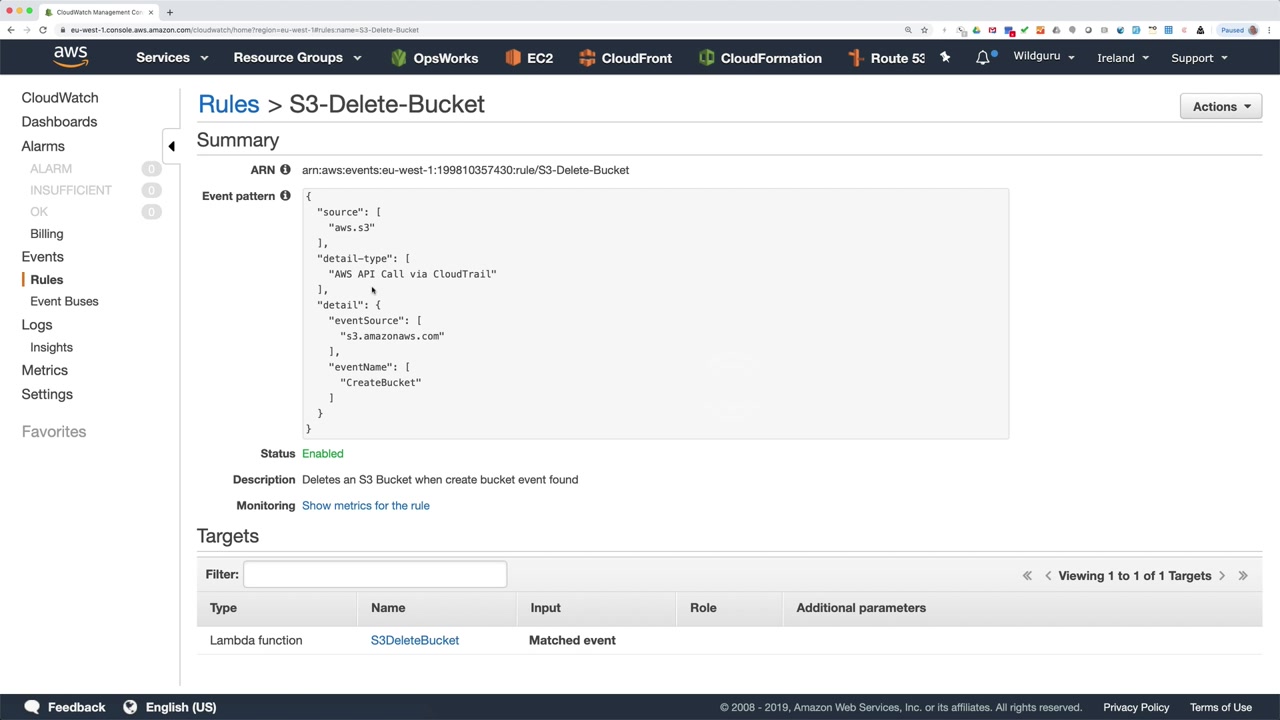 CloudWatch Management Con
eu-west-1.console.aws.amazon.com/cloudwatch/home?region=eu-west-1#rules:name=S3-Delete-Bucket
Paused
aws
Services
Resource Groups
OpsWorks
EC2
CloudFront
CloudFormation
Route 53
Wildguru
Ireland
Support
CloudWatch
Dashboards
Alarms
ALARM 0
INSUFFICIENT 0
OK 0
Billing
Events
Rules
Event Buses
Logs
Insights
Metrics
Settings
Favorites
Rules > S3-Delete-Bucket
Actions
Summary
ARN arn:aws:events:eu-west-1:199810357430:rule/S3-Delete-Bucket
Event pattern {
"source": [
"aws.s3"
],
"detail-type": [
"AWS API Call via CloudTrail"
],
"detail": {
"eventSource": [
"s3.amazonaws.com"
],
"eventName": [
"CreateBucket"
]
}
}
Status Enabled
Description Deletes an S3 Bucket when create bucket event found
Monitoring Show metrics for the rule
Targets
Filter:
Viewing 1 to 1 of 1 Targets
Type Name Input Role Additional parameters
Lambda function S3DeleteBucket Matched event
Feedback
English (US)
© 2008 - 2019, Amazon Web Services, Inc. or its affiliates. All rights reserved.
Privacy Policy
Terms of Use